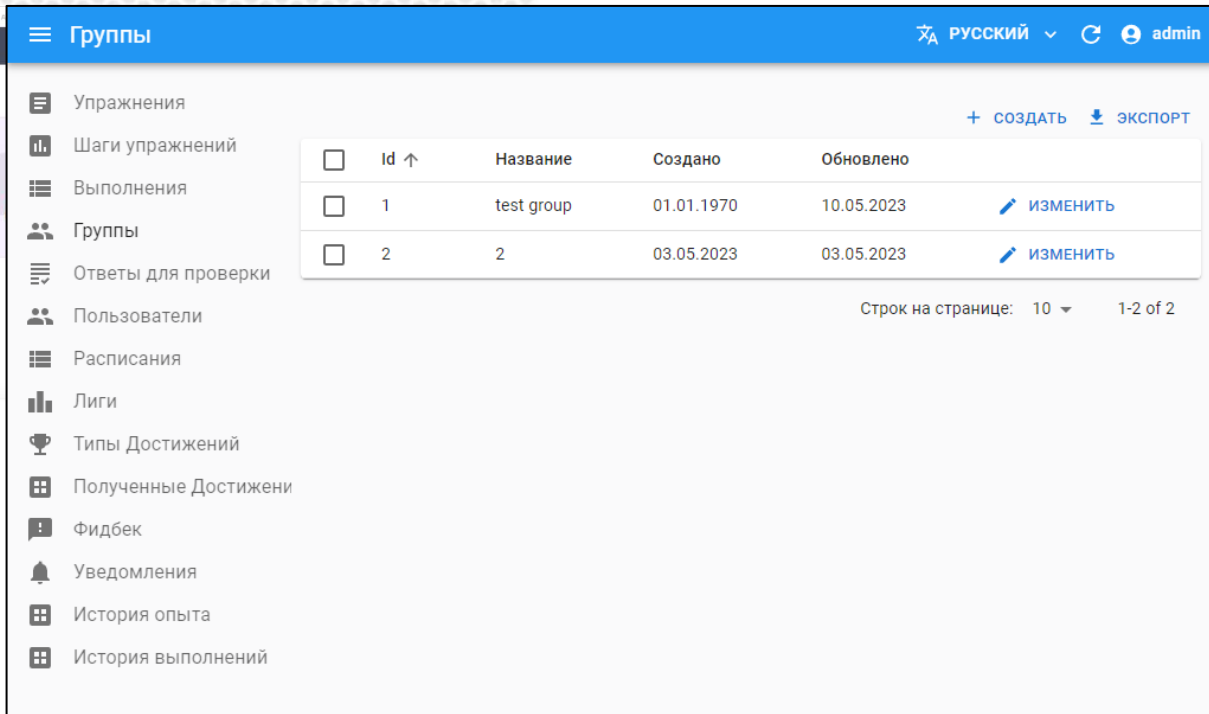 Группы
РУССКИЙ
admin
Упражнения
Шаги упражнений
Выполнения
Группы
Ответы для проверки
Пользователи
Расписания
Лиги
Типы Достижений
Полученные Достижени
Фидбек
Уведомления
История опыта
История выполнений
+ СОЗДАТЬ ЭКСПОРТ
Id ↑ Название Создано Обновлено
1 test group 01.01.1970 10.05.2023 ИЗМЕНИТЬ
2 2 03.05.2023 03.05.2023 ИЗМЕНИТЬ
Строк на странице: 10 1-2 of 2